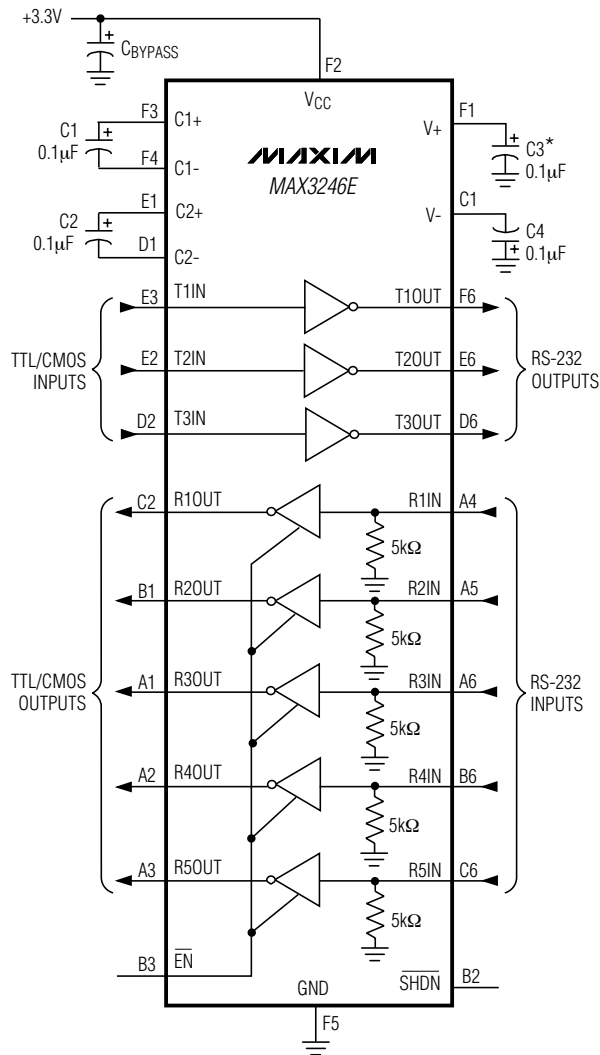 +3.3V
CBYPASS
F2
VCC
F3
C1+
C1
0.1μF
F4
C1-
MAXIM
MAX3246E
V+
F1
C3*
0.1μF
E1
C2+
C2
0.1μF
D1
C2-
V-
C1
C4
0.1μF
E3
T1IN
T1OUT
F6
TTL/CMOS
INPUTS
E2
T2IN
T2OUT
E6
RS-232
OUTPUTS
D2
T3IN
T3OUT
D6
C2
R1OUT
R1IN
A4
5kΩ
B1
R2OUT
R2IN
A5
5kΩ
TTL/CMOS
OUTPUTS
A1
R3OUT
R3IN
A6
5kΩ
RS-232
INPUTS
A2
R4OUT
R4IN
B6
5kΩ
A3
R5OUT
R5IN
C6
5kΩ
B3
EN
GND
SHDN
B2
F5